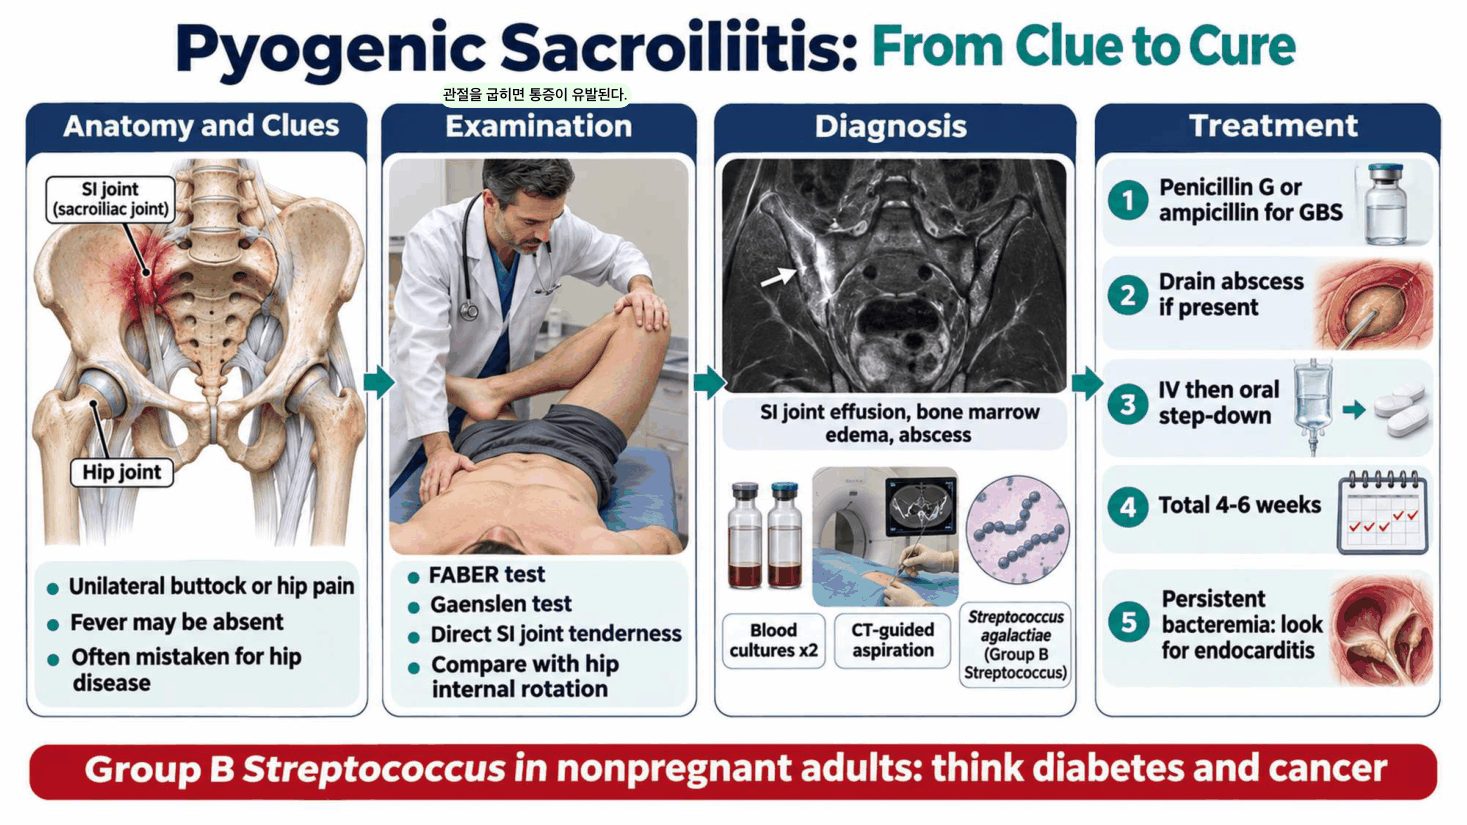 Pyogenic Sacroiliitis: From Clue to Cure
관절을 굽히면 통증이 유발된다.
Anatomy and Clues
SI joint
(sacroiliac joint)
Hip joint
Unilateral buttock or hip pain
Fever may be absent
Often mistaken for hip
disease
Examination
FABER test
Gaenslen test
Direct SI joint tenderness
Compare with hip
internal rotation
Diagnosis
SI joint effusion, bone marrow
edema, abscess
Blood
cultures x2
CT-guided
aspiration
Streptococcus
agalactiae
(Group B
Streptococcus)
Treatment
1
Penicillin G or
ampicillin for GBS
2
Drain abscess
if present
3
IV then oral
step-down
4
Total 4-6 weeks
5
Persistent
bacteremia: look
for endocarditis
Group B Streptococcus in nonpregnant adults: think diabetes and cancer